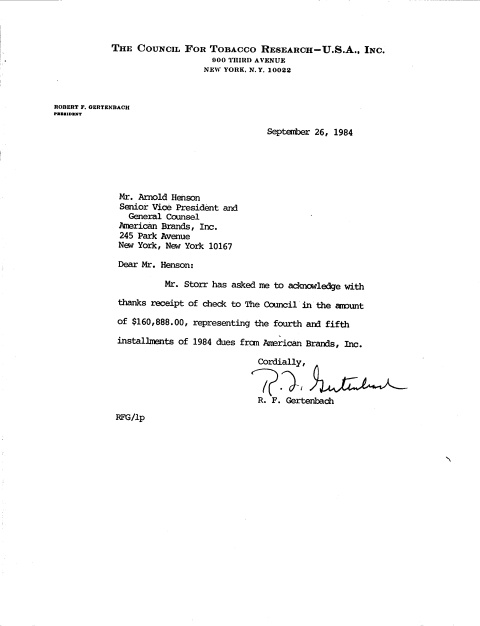 THE COUNCIL FOR TOBACCO RESEARCH—U.S.A., INC.
900 THIRD AVENUE
NEW YORK, N. Y. 10022
ROBERT F. GERTENBACH
PRESIDENT
September 26, 1984
Mr. Arnold Henson
Senior Vice President and
General Counsel
American Brands, Inc.
245 Park Avenue
New York, New York 10167
Dear Mr. Henson:
Mr. Storr has asked me to acknowledge with
thanks receipt of check to The Council in the amount
of $160,888.00, representing the fourth and fifth
installments of 1984 dues from American Brands, Inc.
Cordially,
R. F. Gertenbach
R. F. Gertenbach
RFG/lp